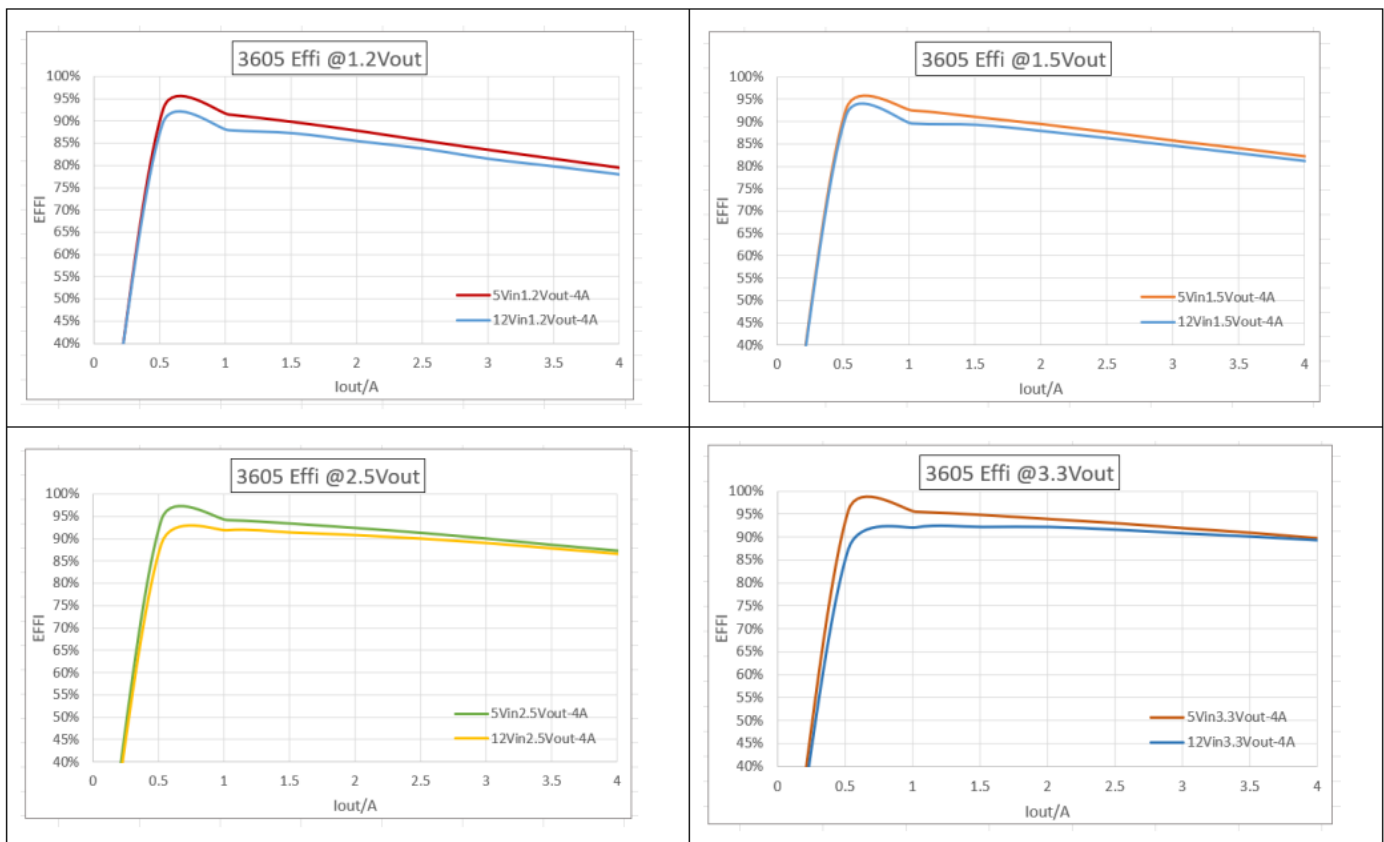 3605 Effi @1.2Vout
100%
95%
90%
85%
80%
75%
70%
65%
60%
55%
50%
45%
40%
EFFI
5Vin1.2Vout-4A
12Vin1.2Vout-4A
0 0.5 1 1.5 2 2.5 3 3.5 4
Iout/A
3605 Effi @1.5Vout
100%
95%
90%
85%
80%
75%
70%
65%
60%
55%
50%
45%
40%
EFFI
5Vin1.5Vout-4A
12Vin1.5Vout-4A
0 0.5 1 1.5 2 2.5 3 3.5 4
Iout/A
3605 Effi @2.5Vout
100%
95%
90%
85%
80%
75%
70%
65%
60%
55%
50%
45%
40%
EFFI
5Vin2.5Vout-4A
12Vin2.5Vout-4A
0 0.5 1 1.5 2 2.5 3 3.5 4
Iout/A
3605 Effi @3.3Vout
100%
95%
90%
85%
80%
75%
70%
65%
60%
55%
50%
45%
40%
EFFI
5Vin3.3Vout-4A
12Vin3.3Vout-4A
0 0.5 1 1.5 2 2.5 3 3.5 4
Iout/A